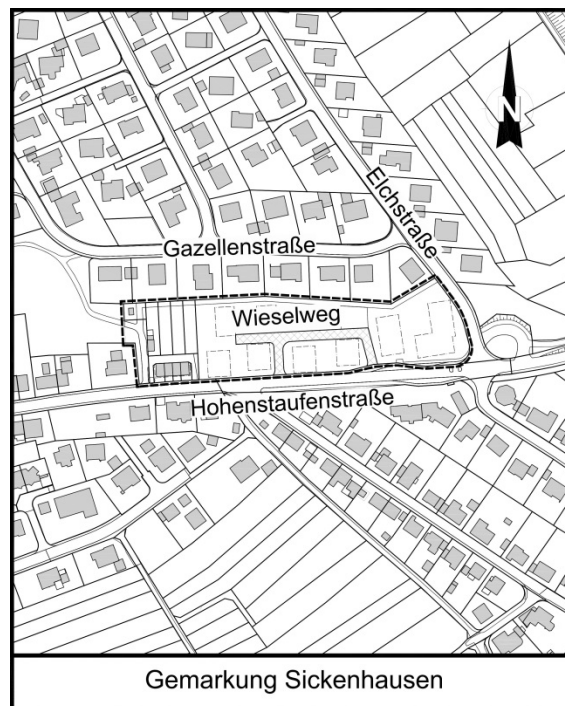 N
Elchstraße
Gazellenstraße
Wieselweg
Hohenstaufenstraße
Gemarkung Sickenhausen